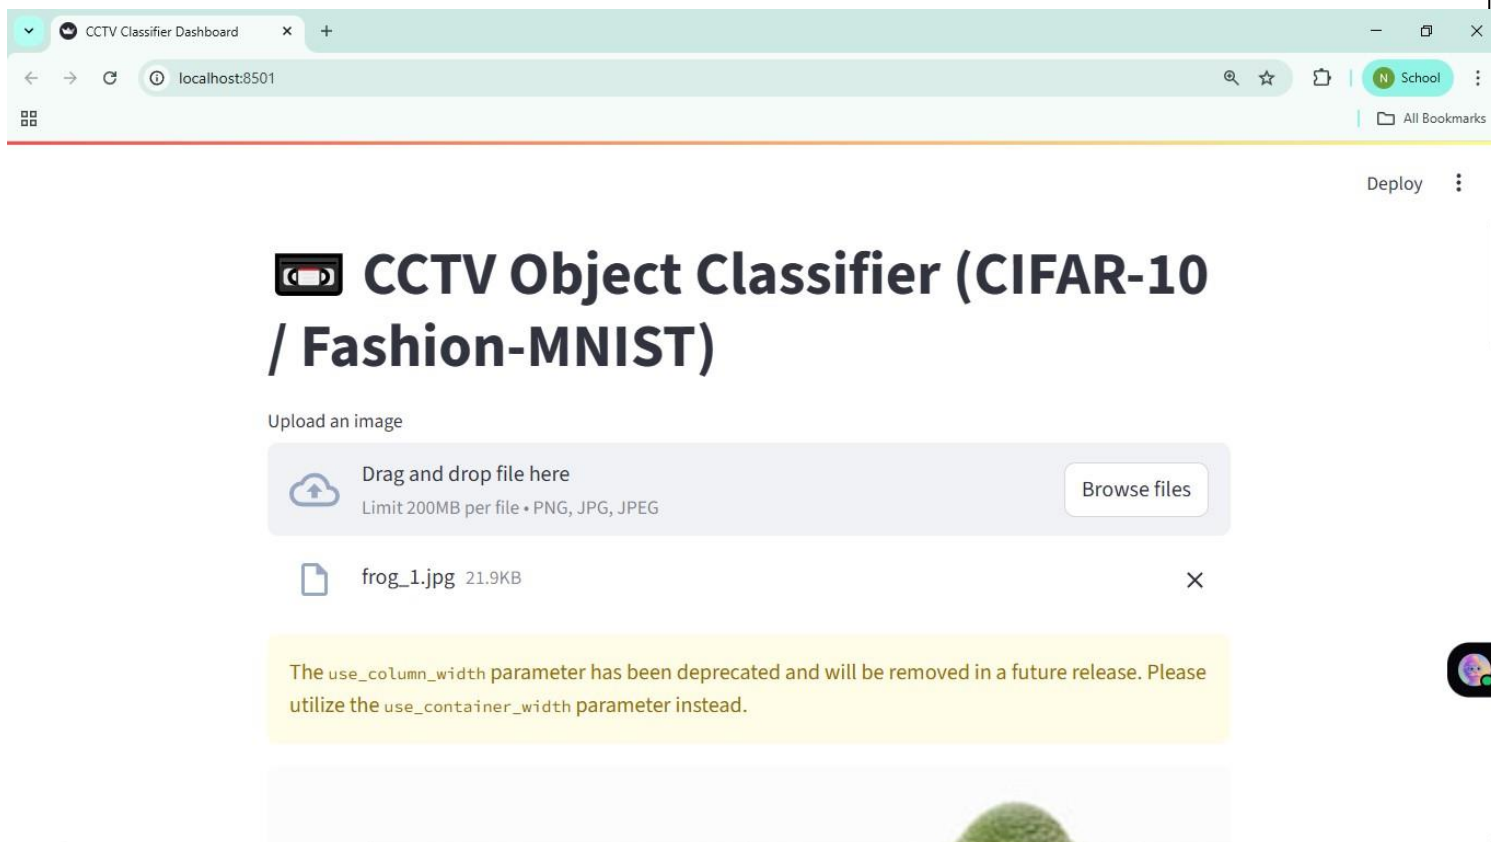 CCTV Classifier Dashboard
localhost:8501
N School
All Bookmarks
Deploy
CCTV Object Classifier (CIFAR-10
/ Fashion-MNIST)
Upload an image
Drag and drop file here
Limit 200MB per file • PNG, JPG, JPEG
Browse files
frog_1.jpg 21.9KB
The use_column_width parameter has been deprecated and will be removed in a future release. Please
utilize the use_container_width parameter instead.